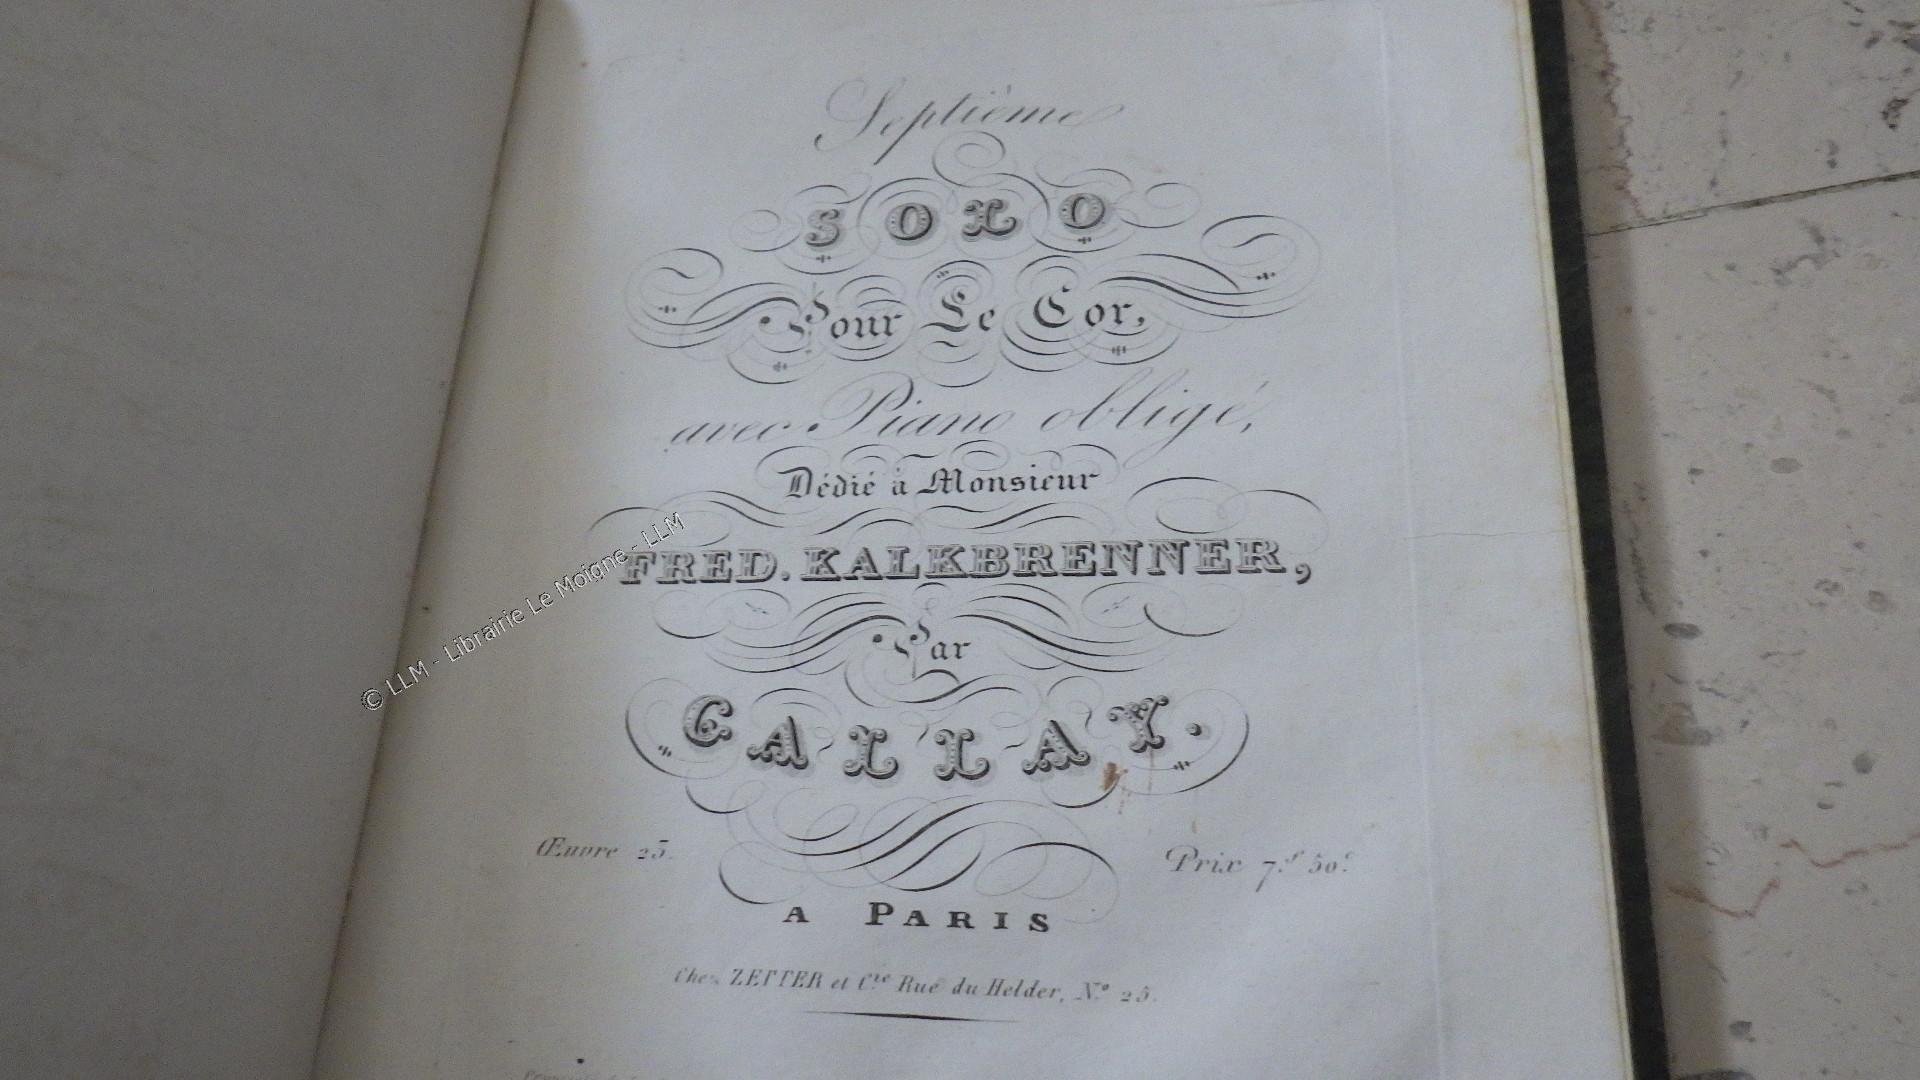 Septième
SOLO
Pour Le Cor,
avec Piano obligé,
Dédié à Monsieur
FRED. KALKBRENNER,
Par
GALLAY.
Œuvre 25.
Prix 7.f 50.c
A PARIS
Chez ZETTER et C.ie Rue du Helder, N.o 25.
© LLM - Librairie Le Moigne - LLM